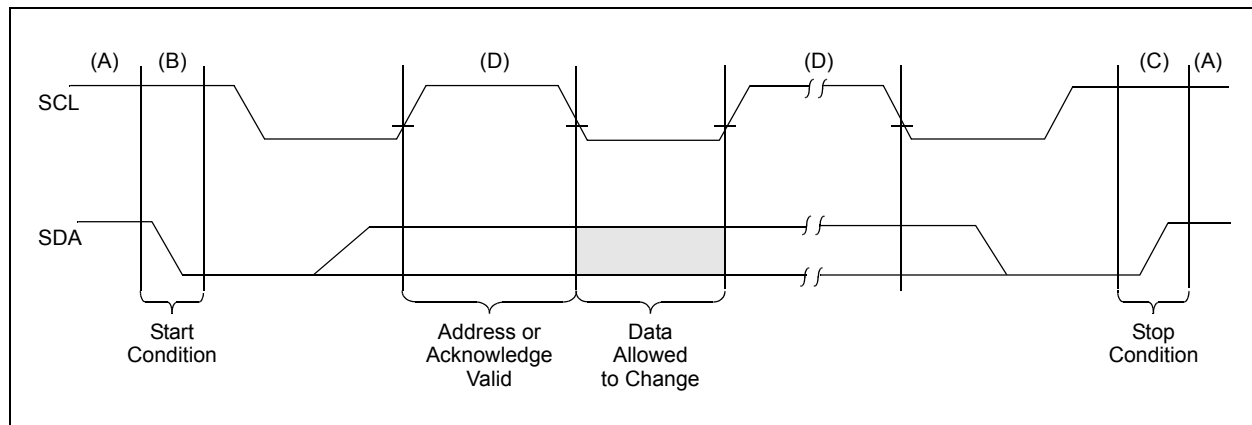 (A) (B) (D) (D) (C) (A)
SCL
SDA
Start
Condition
Address or
Acknowledge
Valid
Data
Allowed
to Change
Stop
Condition